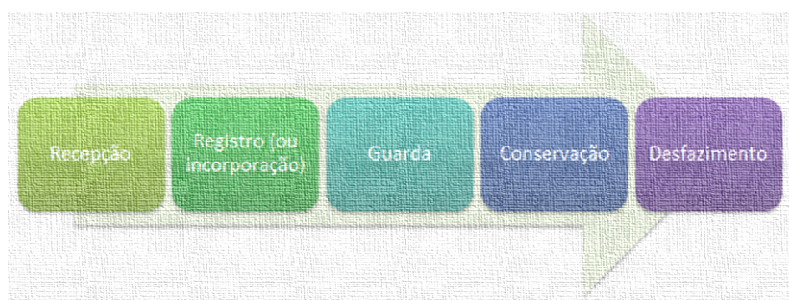 Recepção
Registro (ou
incorporação)
Guarda
Conservação
Desfazimento